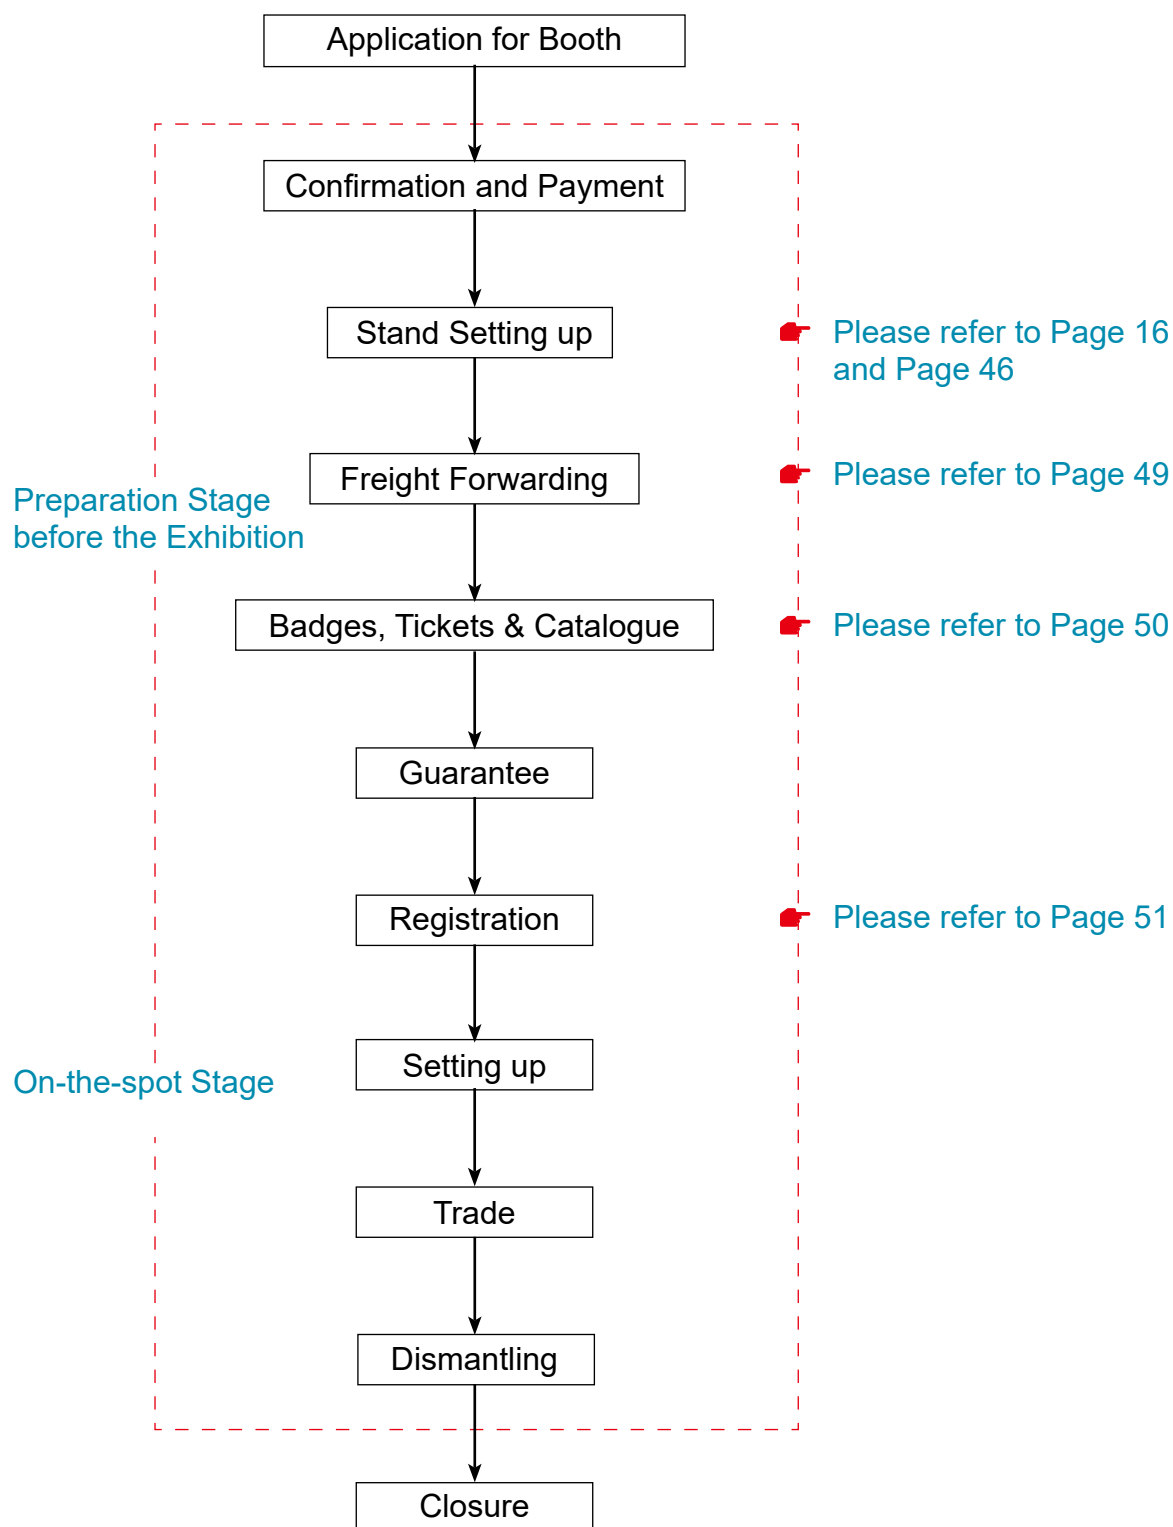 Application for Booth
Confirmation and Payment
Stand Setting up
Please refer to Page 16
and Page 46
Freight Forwarding
Please refer to Page 49
Preparation Stage
before the Exhibition
Badges, Tickets & Catalogue
Please refer to Page 50
Guarantee
Registration
Please refer to Page 51
Setting up
On-the-spot Stage
Trade
Dismantling
Closure